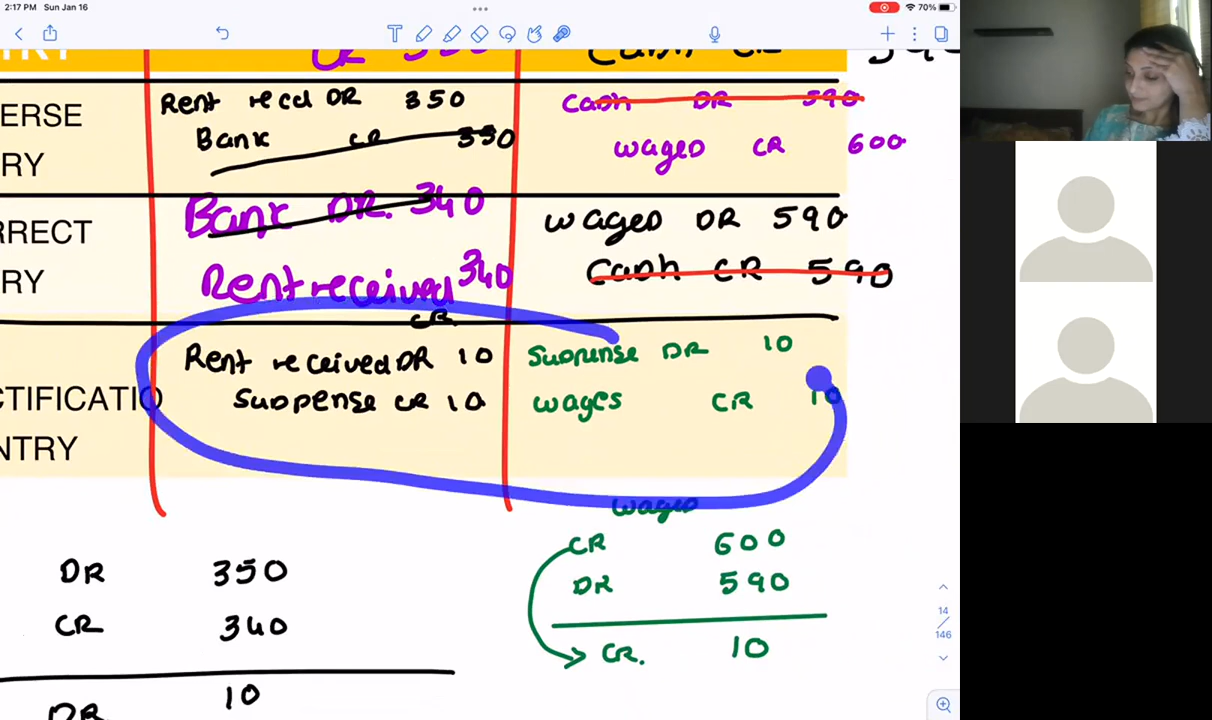 2:17 PM Sun Jan 16
70%
CR
Cash CR
ERSE
RY
Rent recd DR 350
Bank CR 350
Cash DR 590
wages CR 600
RRECT
RY
Bank DR. 340
Rent received 340
CR
wages DR 590
Cash CR 590
CTIFICATIO
NTRY
Rent received DR 10
Suspense CR 10
Suspense DR 10
wages CR 10
DR 350
CR 340
DR 10
wages
CR 600
DR 590
CR. 10
14
/
146